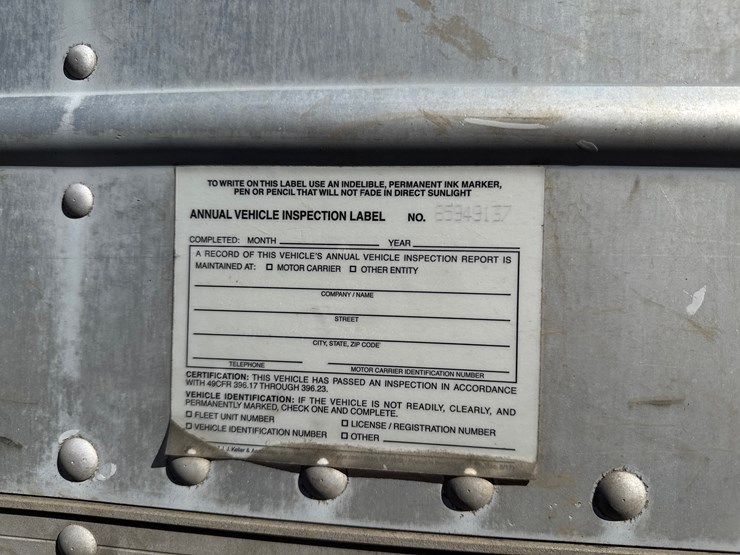 TO WRITE ON THIS LABEL USE AN INDELIBLE, PERMANENT INK MARKER,
PEN OR PENCIL THAT WILL NOT FADE IN DIRECT SUNLIGHT
ANNUAL VEHICLE INSPECTION LABEL NO.
COMPLETED: MONTH YEAR
A RECORD OF THIS VEHICLE'S ANNUAL VEHICLE INSPECTION REPORT IS
MAINTAINED AT: MOTOR CARRIER OTHER ENTITY
COMPANY / NAME
STREET
CITY, STATE, ZIP CODE
TELEPHONE MOTOR CARRIER IDENTIFICATION NUMBER
CERTIFICATION: THIS VEHICLE HAS PASSED AN INSPECTION IN ACCORDANCE
WITH 49CFR 396.17 THROUGH 396.23.
VEHICLE IDENTIFICATION: IF THE VEHICLE IS NOT READILY, CLEARLY, AND
PERMANENTLY MARKED, CHECK ONE AND COMPLETE.
FLEET UNIT NUMBER LICENSE / REGISTRATION NUMBER
VEHICLE IDENTIFICATION NUMBER OTHER
J. Keller &